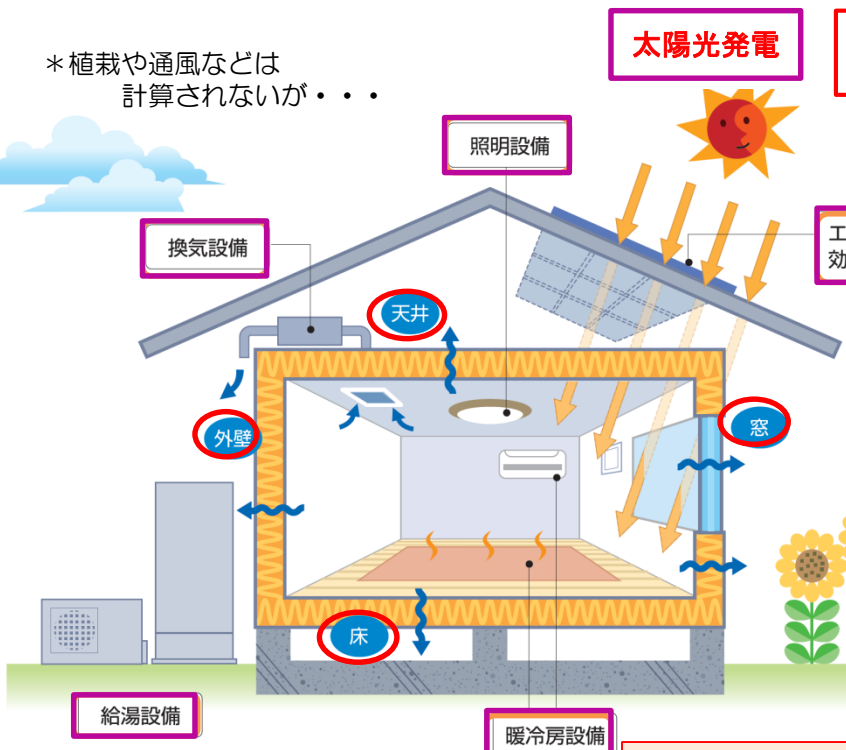 ＊植栽や通風などは
計算されないが・・・
太陽光発電
照明設備
換気設備
エ
効
天井
外壁
窓
床
給湯設備
暖冷房設備